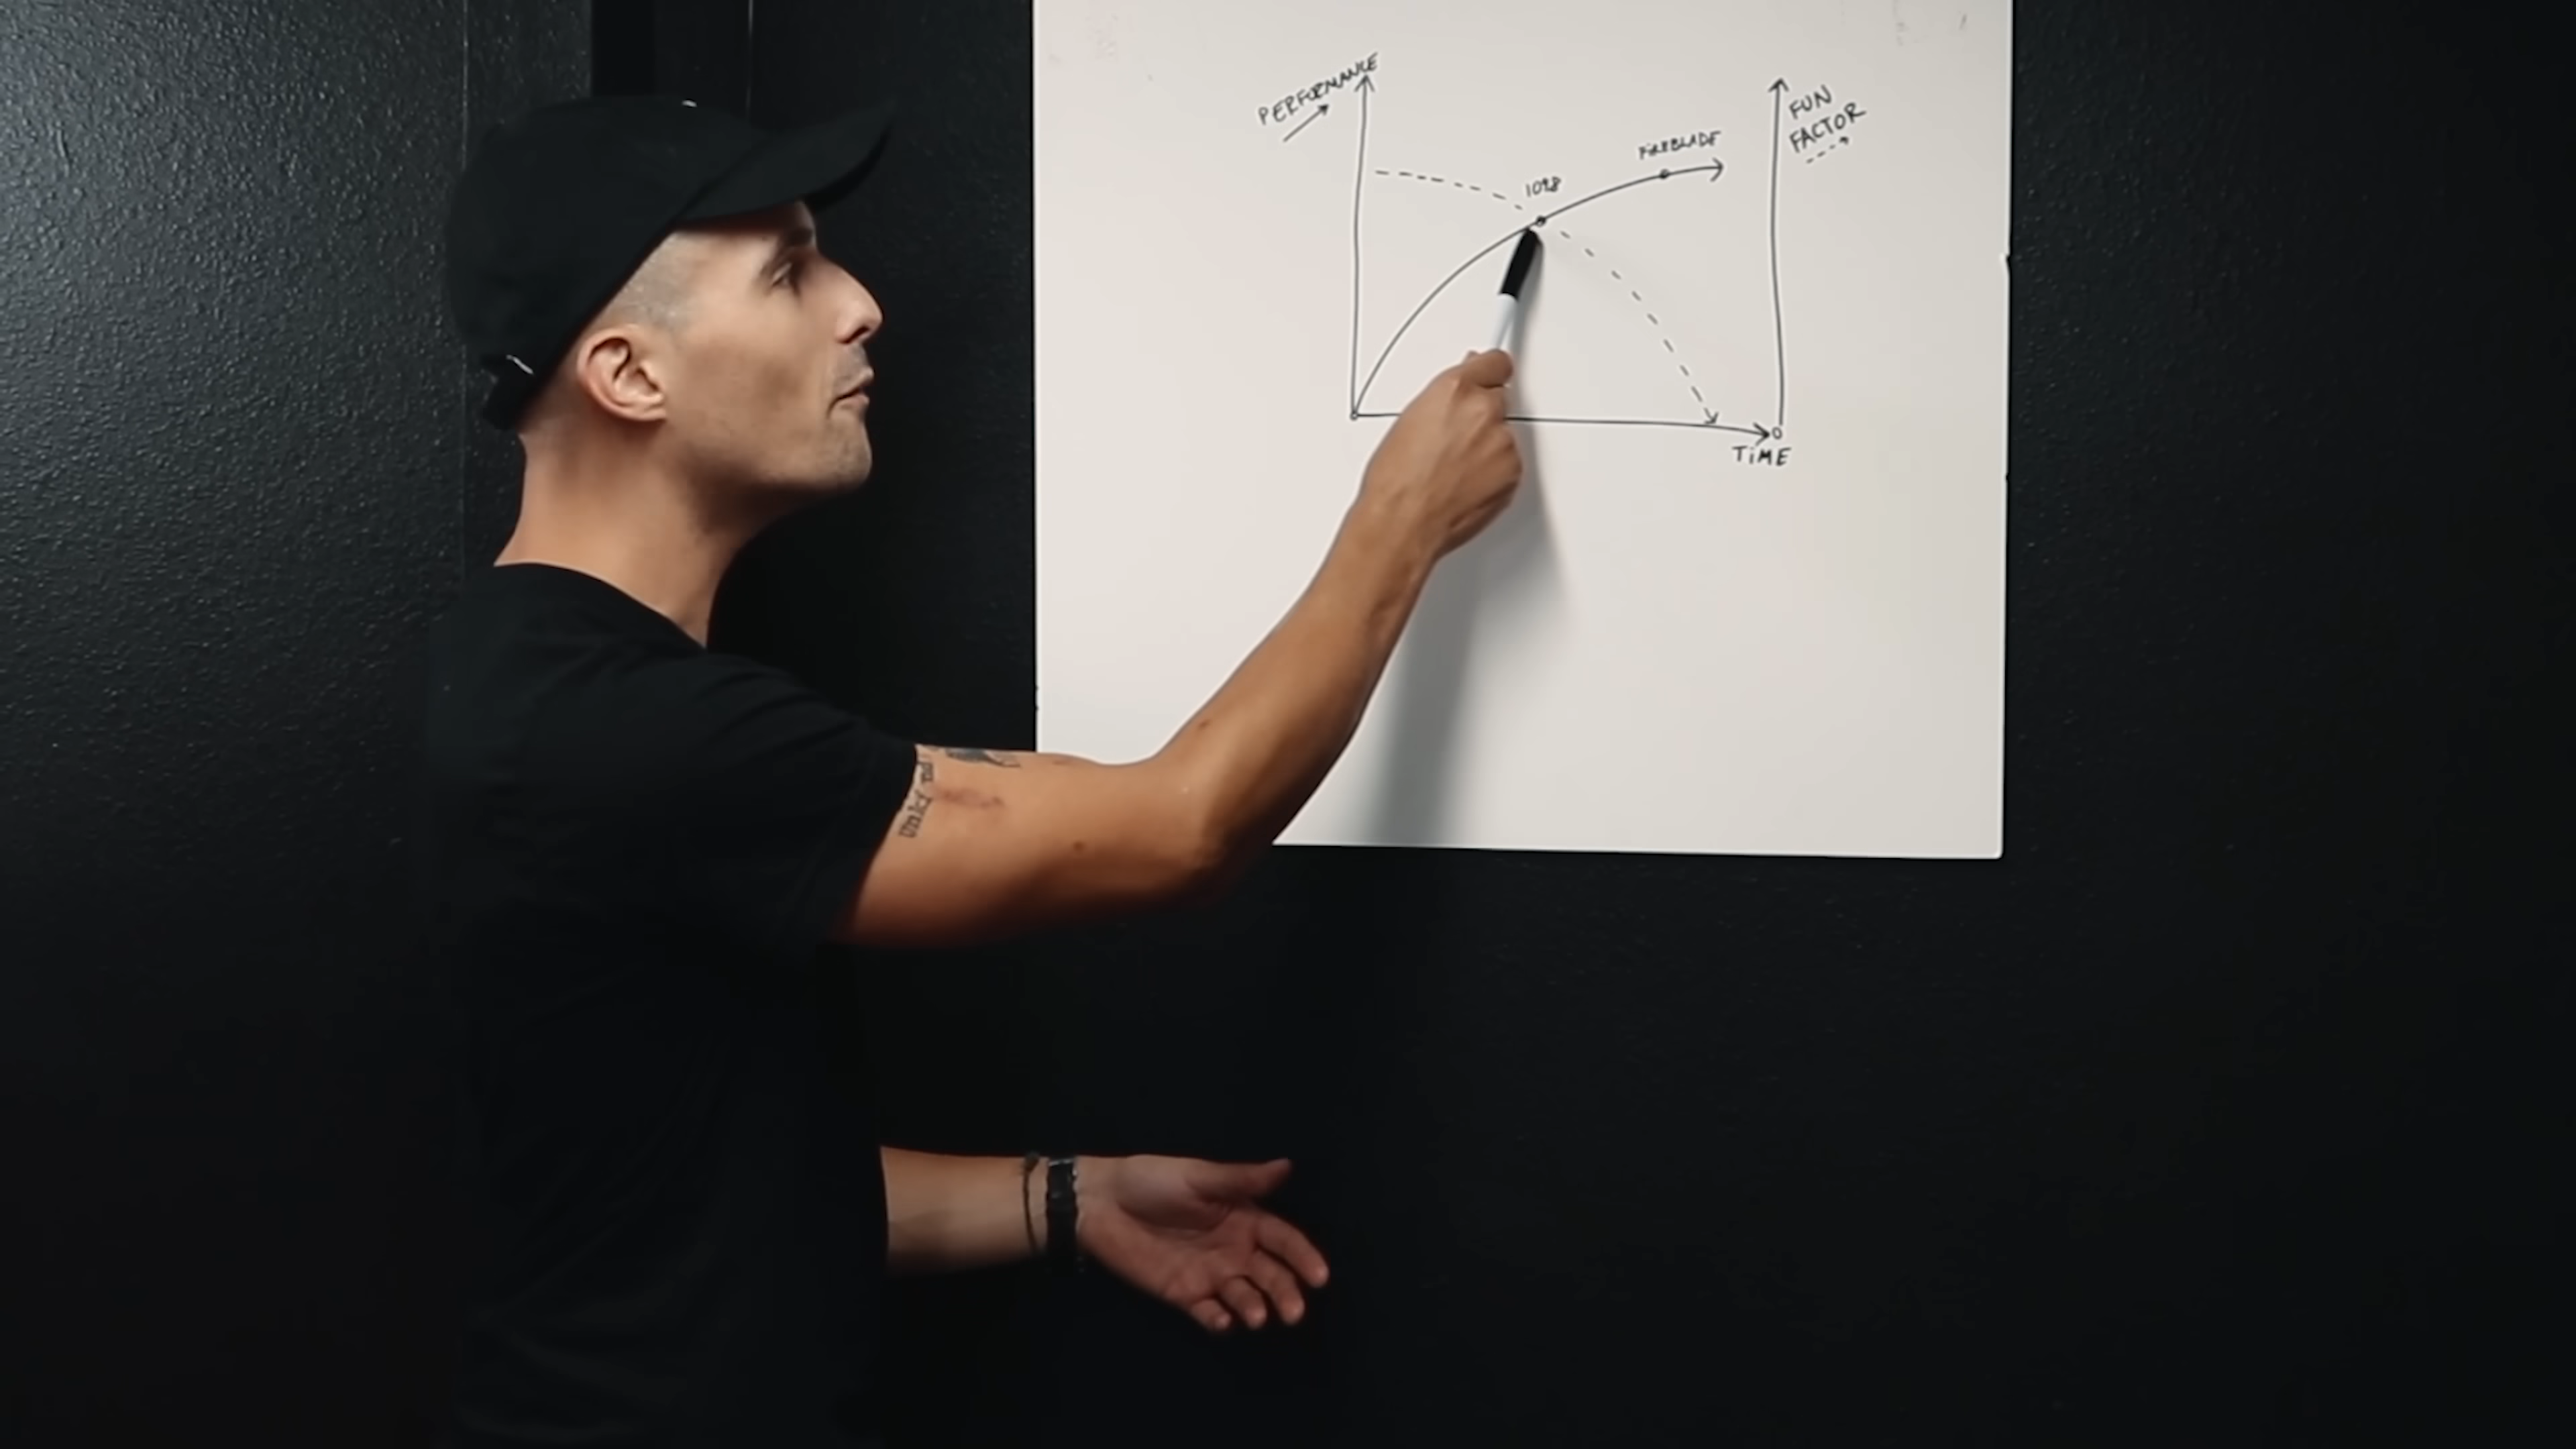 PERFORMANCE
FUN
FACTOR
FIREBLADE
1098
TiME